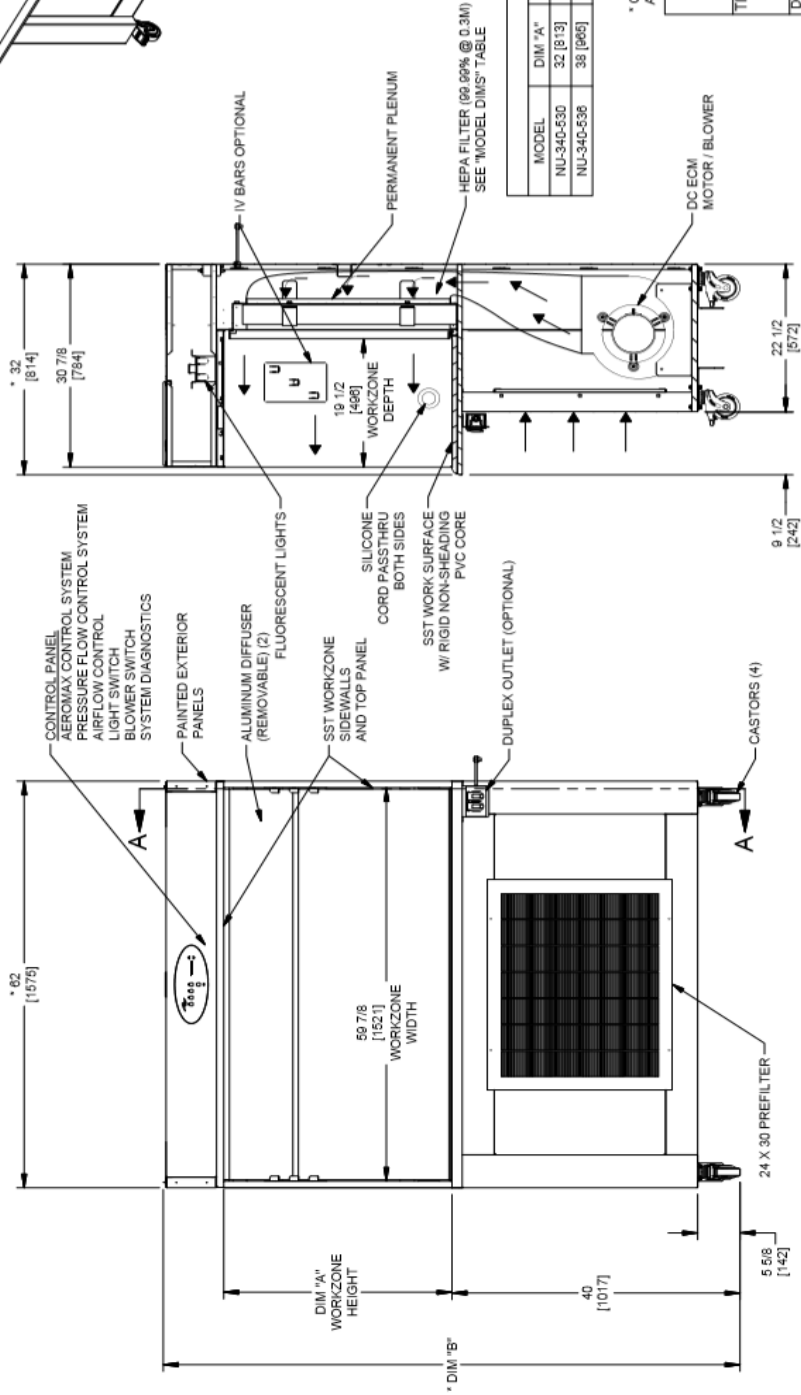 * 62
[1575]
CONTROL PANEL
AEROMAX CONTROL SYSTEM
PRESSURE FLOW CONTROL SYSTEM
AIRFLOW CONTROL
LIGHT SWITCH
BLOWER SWITCH
SYSTEM DIAGNOSTICS
PAINTED EXTERIOR
PANELS
ALUMINUM DIFFUSER
(REMOVABLE) (2)
SST WORKZONE
SIDEWALLS
AND TOP PANEL
DUPLEX OUTLET (OPTIONAL)
CASTORS (4)
A
A
59 7/8
[1521]
WORKZONE
WIDTH
24 X 30 PREFILTER
DIM "A"
WORKZONE
HEIGHT
* DIM "B"
40
[1017]
5 5/8
[142]
* 32
[814]
30 7/8
[784]
FLUORESCENT LIGHTS
19 1/2
[496]
WORKZONE
DEPTH
SILICONE
CORD PASSTHRU
BOTH SIDES
SST WORK SURFACE
W/ RIGID NON-SHEADING
PVC CORE
IV BARS OPTIONAL
PERMANENT PLENUM
HEPA FILTER (99.99% @ 0.3M)
SEE "MODEL DIMS" TABLE
DC ECM
MOTOR / BLOWER
22 1/2
[572]
9 1/2
[242]
MODEL DIM "A"
NU-340-530 32 [813]
NU-340-536 38 [965]